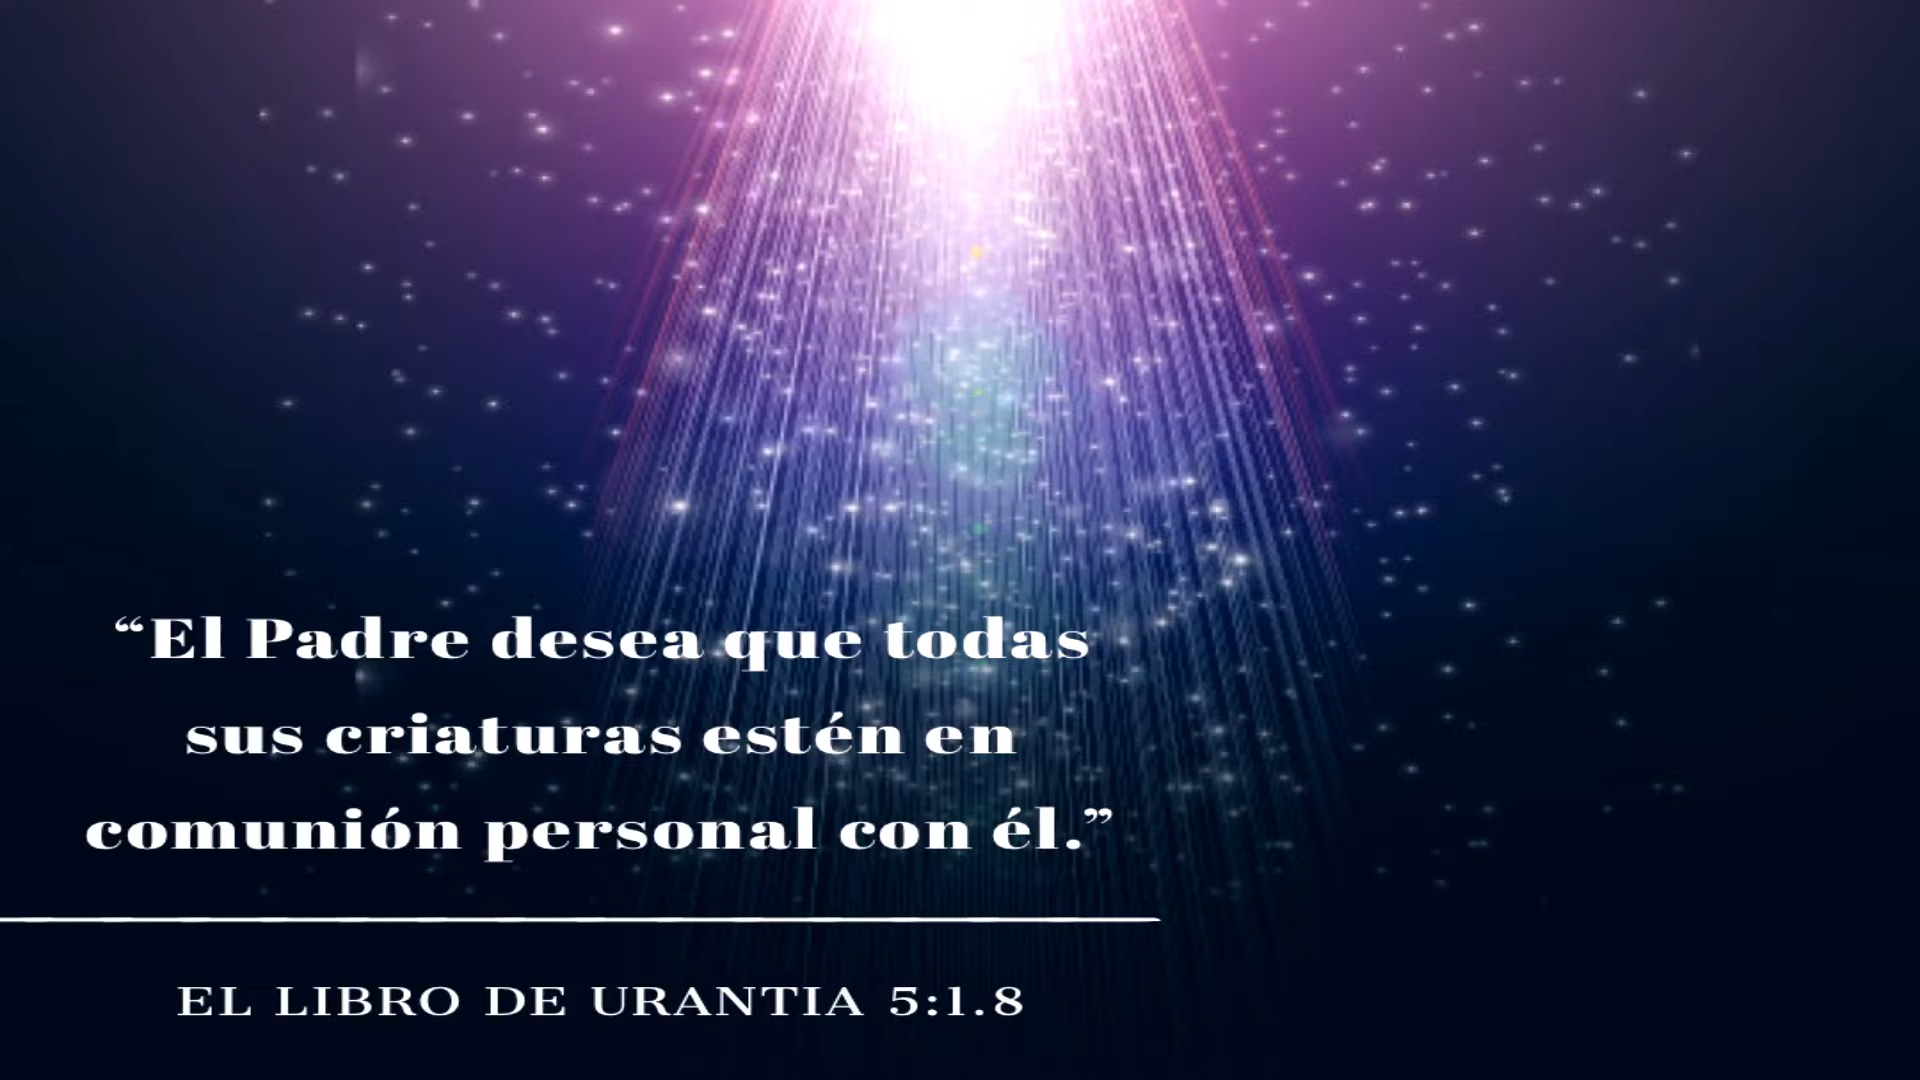 “El Padre desea que todas
sus criaturas estén en
comunión personal con él.”
EL LIBRO DE URANTIA 5:1.8